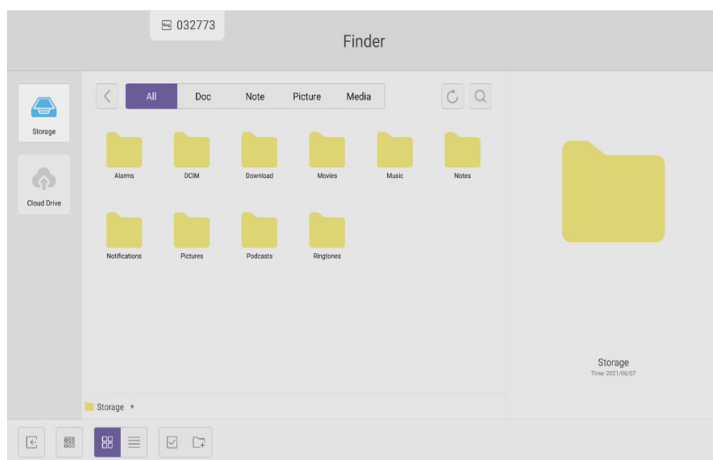 032773
Finder
All Doc Note Picture Media
Storage
Cloud Drive
Alarms DCIM Download Movies Music Notes
Notifications Pictures Podcasts Ringtones
Storage
Time: 2021/06/07
Storage